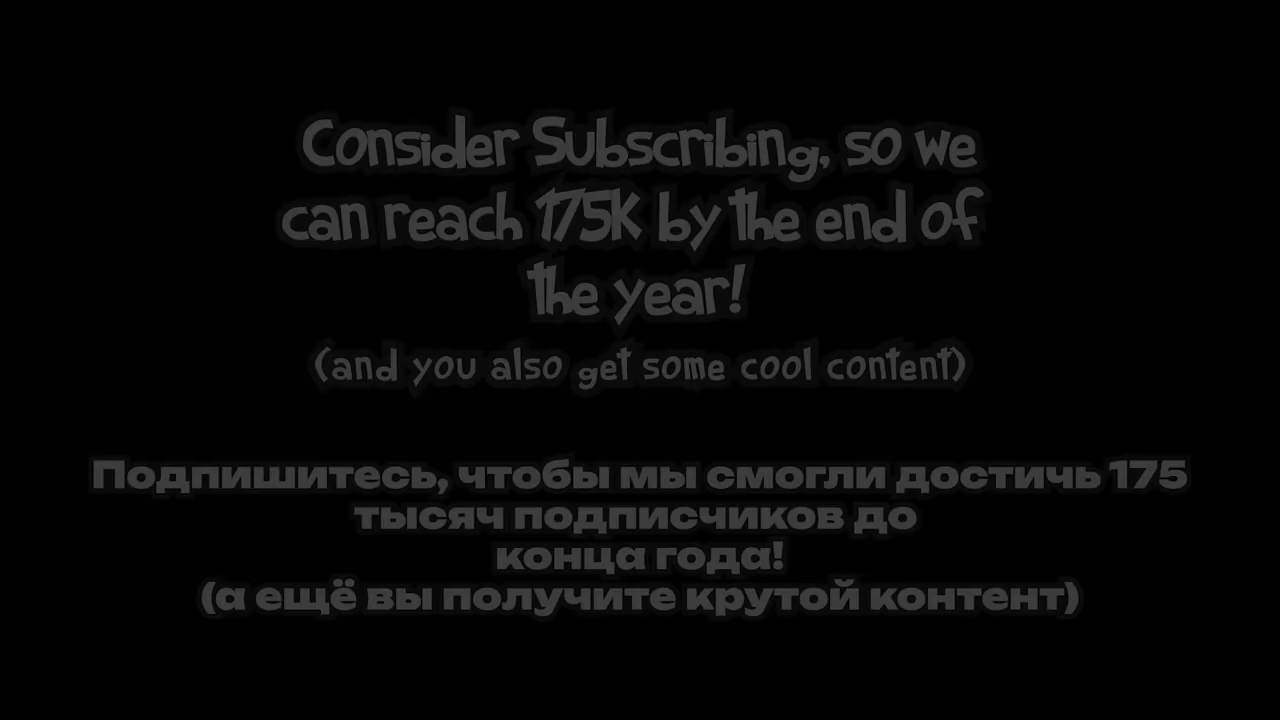 Consider Subscribing, so we
can reach 175K by the end of
the year!
(and you also get some cool content)
Подпишитесь, чтобы мы смогли достичь 175
тысяч подписчиков до
конца года!
(а ещё вы получите крутой контент)